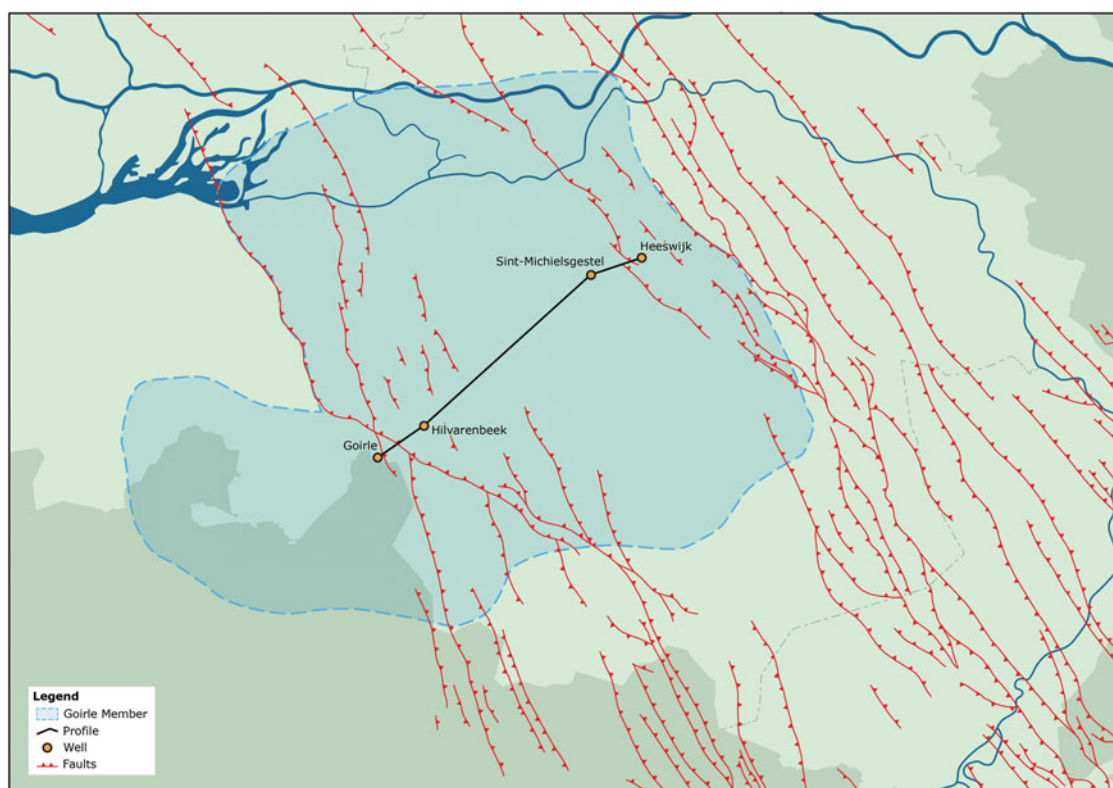 Heeswijk
Sint-Michielsgestel
Hilvarenbeek
Goirle
Legend
Goirle Member
Profile
Well
Faults